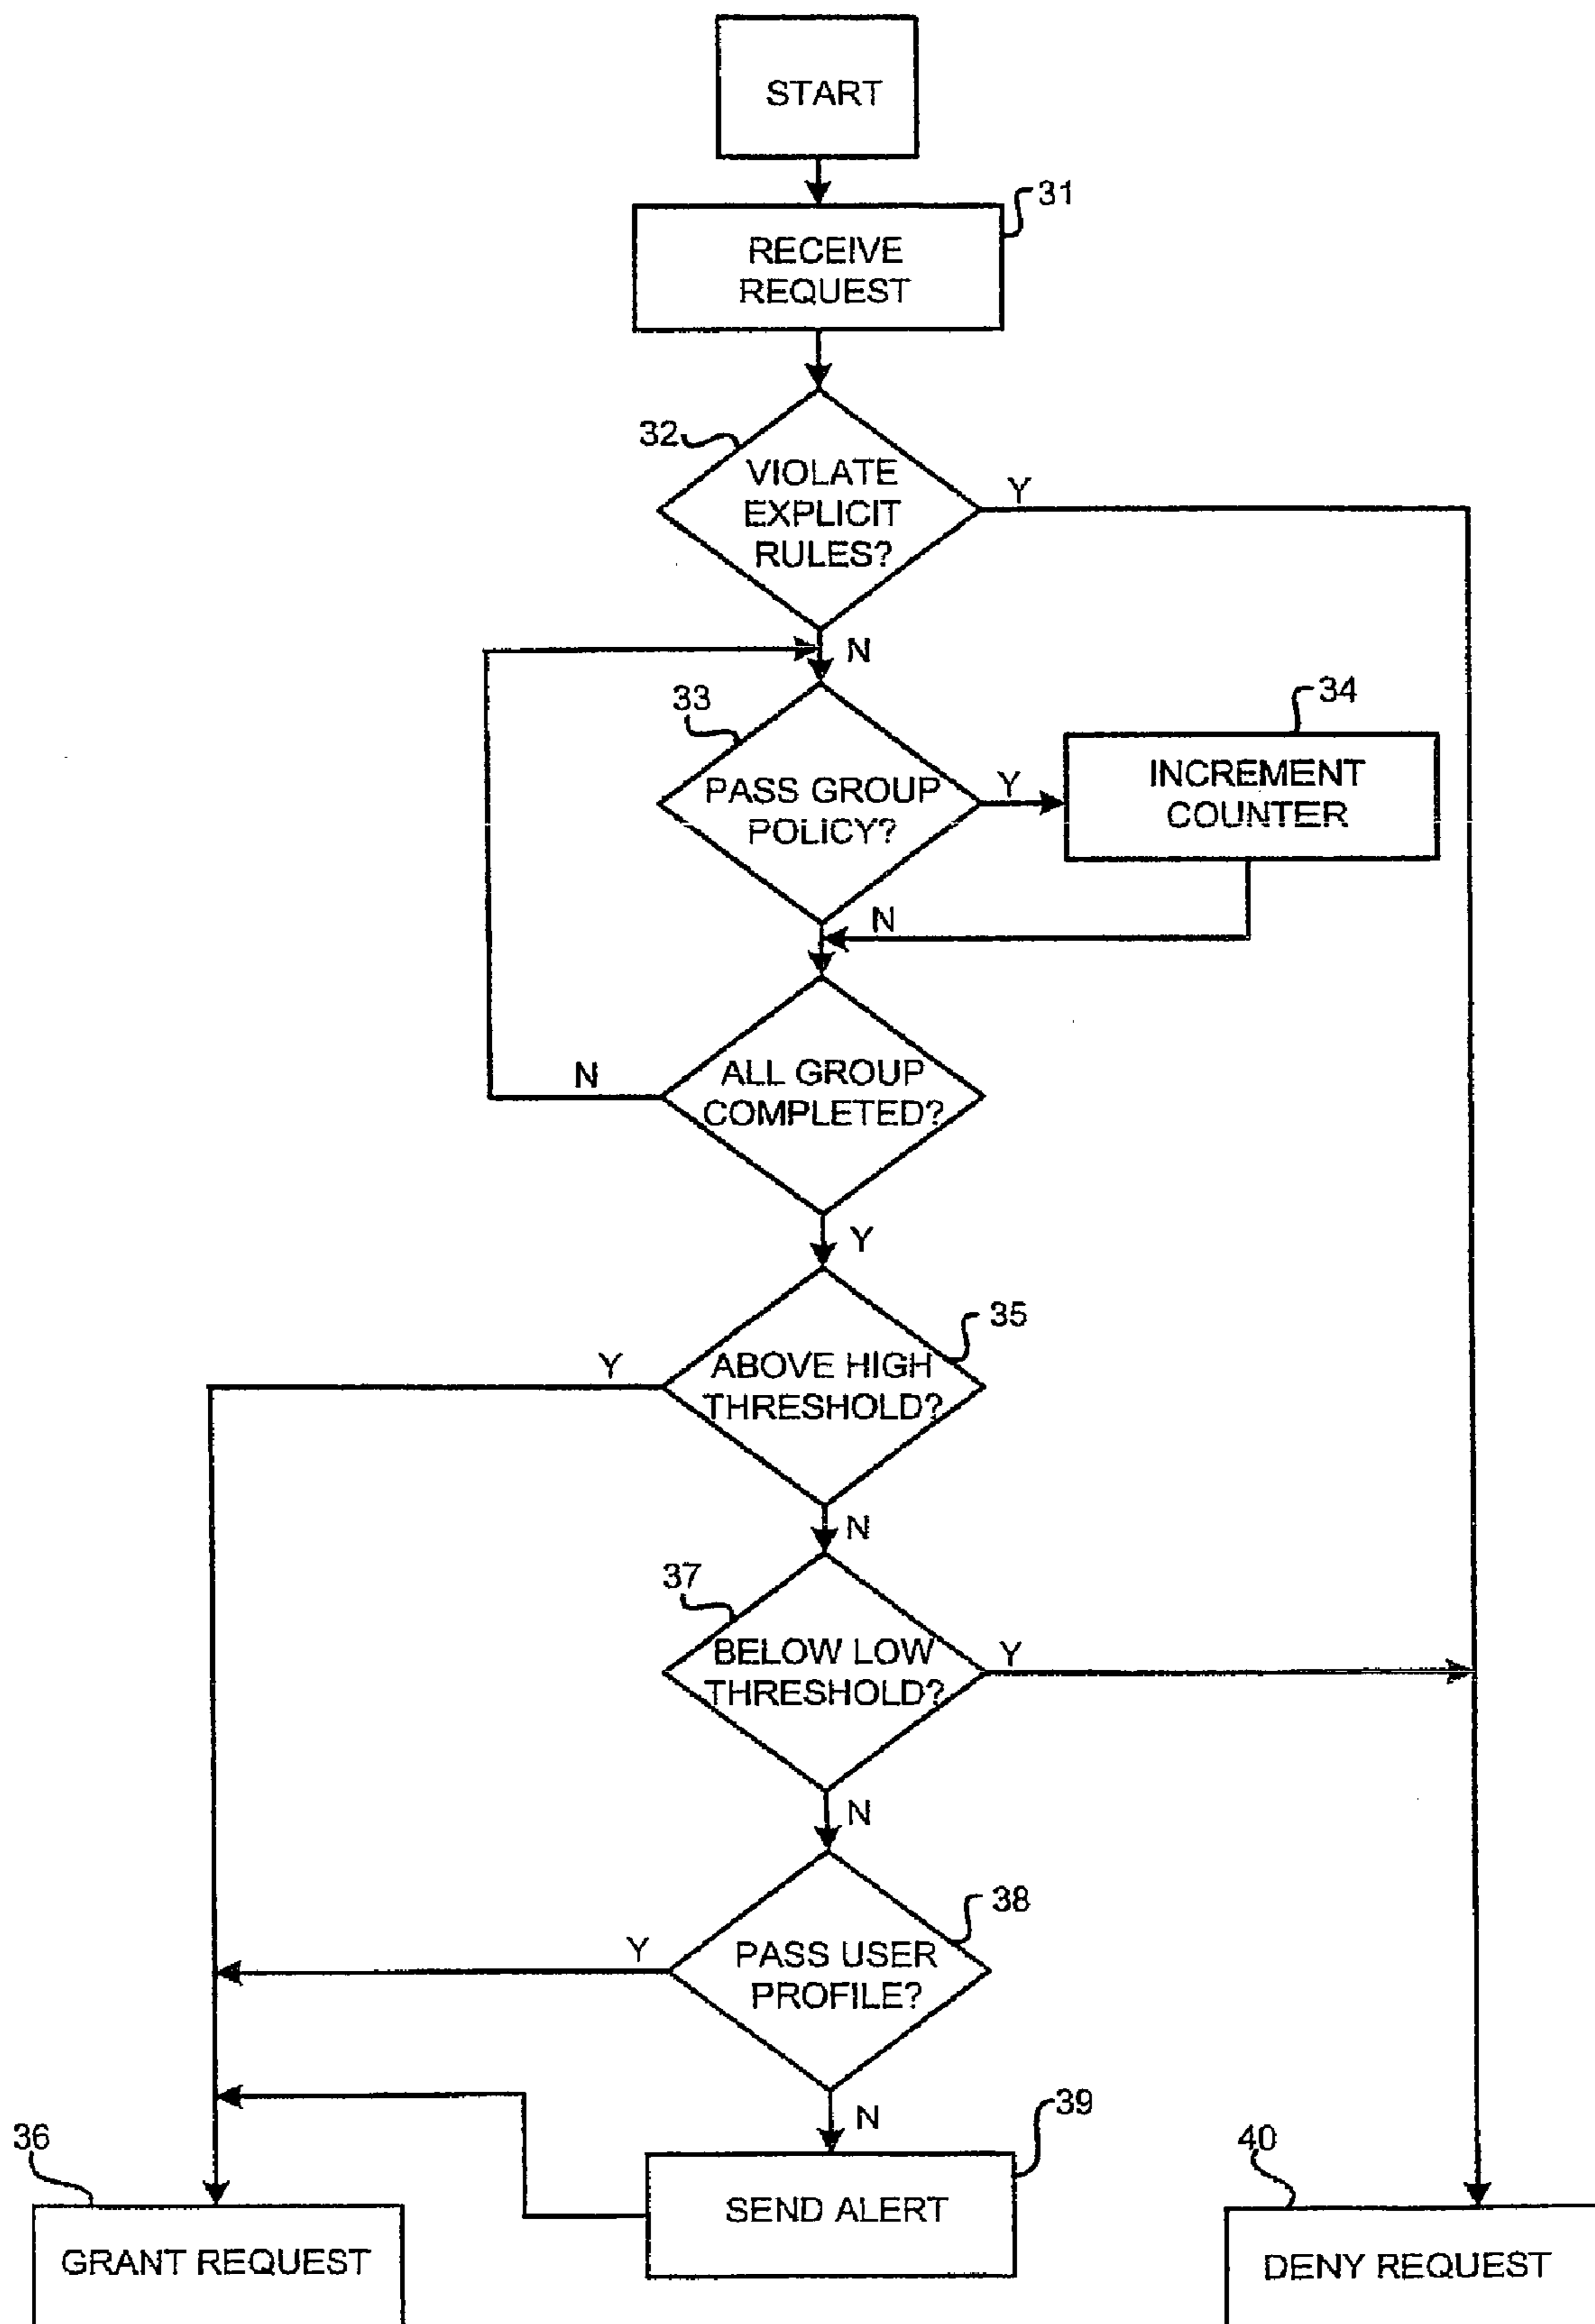 START
31
RECEIVE
REQUEST
32
VIOLATE
EXPLICIT
RULES?
Y
N
33
PASS GROUP
POLICY?
Y
34
INCREMENT
COUNTER
N
ALL GROUP
COMPLETED?
N
Y
35
ABOVE HIGH
THRESHOLD?
Y
N
37
BELOW LOW
THRESHOLD?
Y
N
38
PASS USER
PROFILE?
Y
N
39
SEND ALERT
36
GRANT REQUEST
40
DENY REQUEST